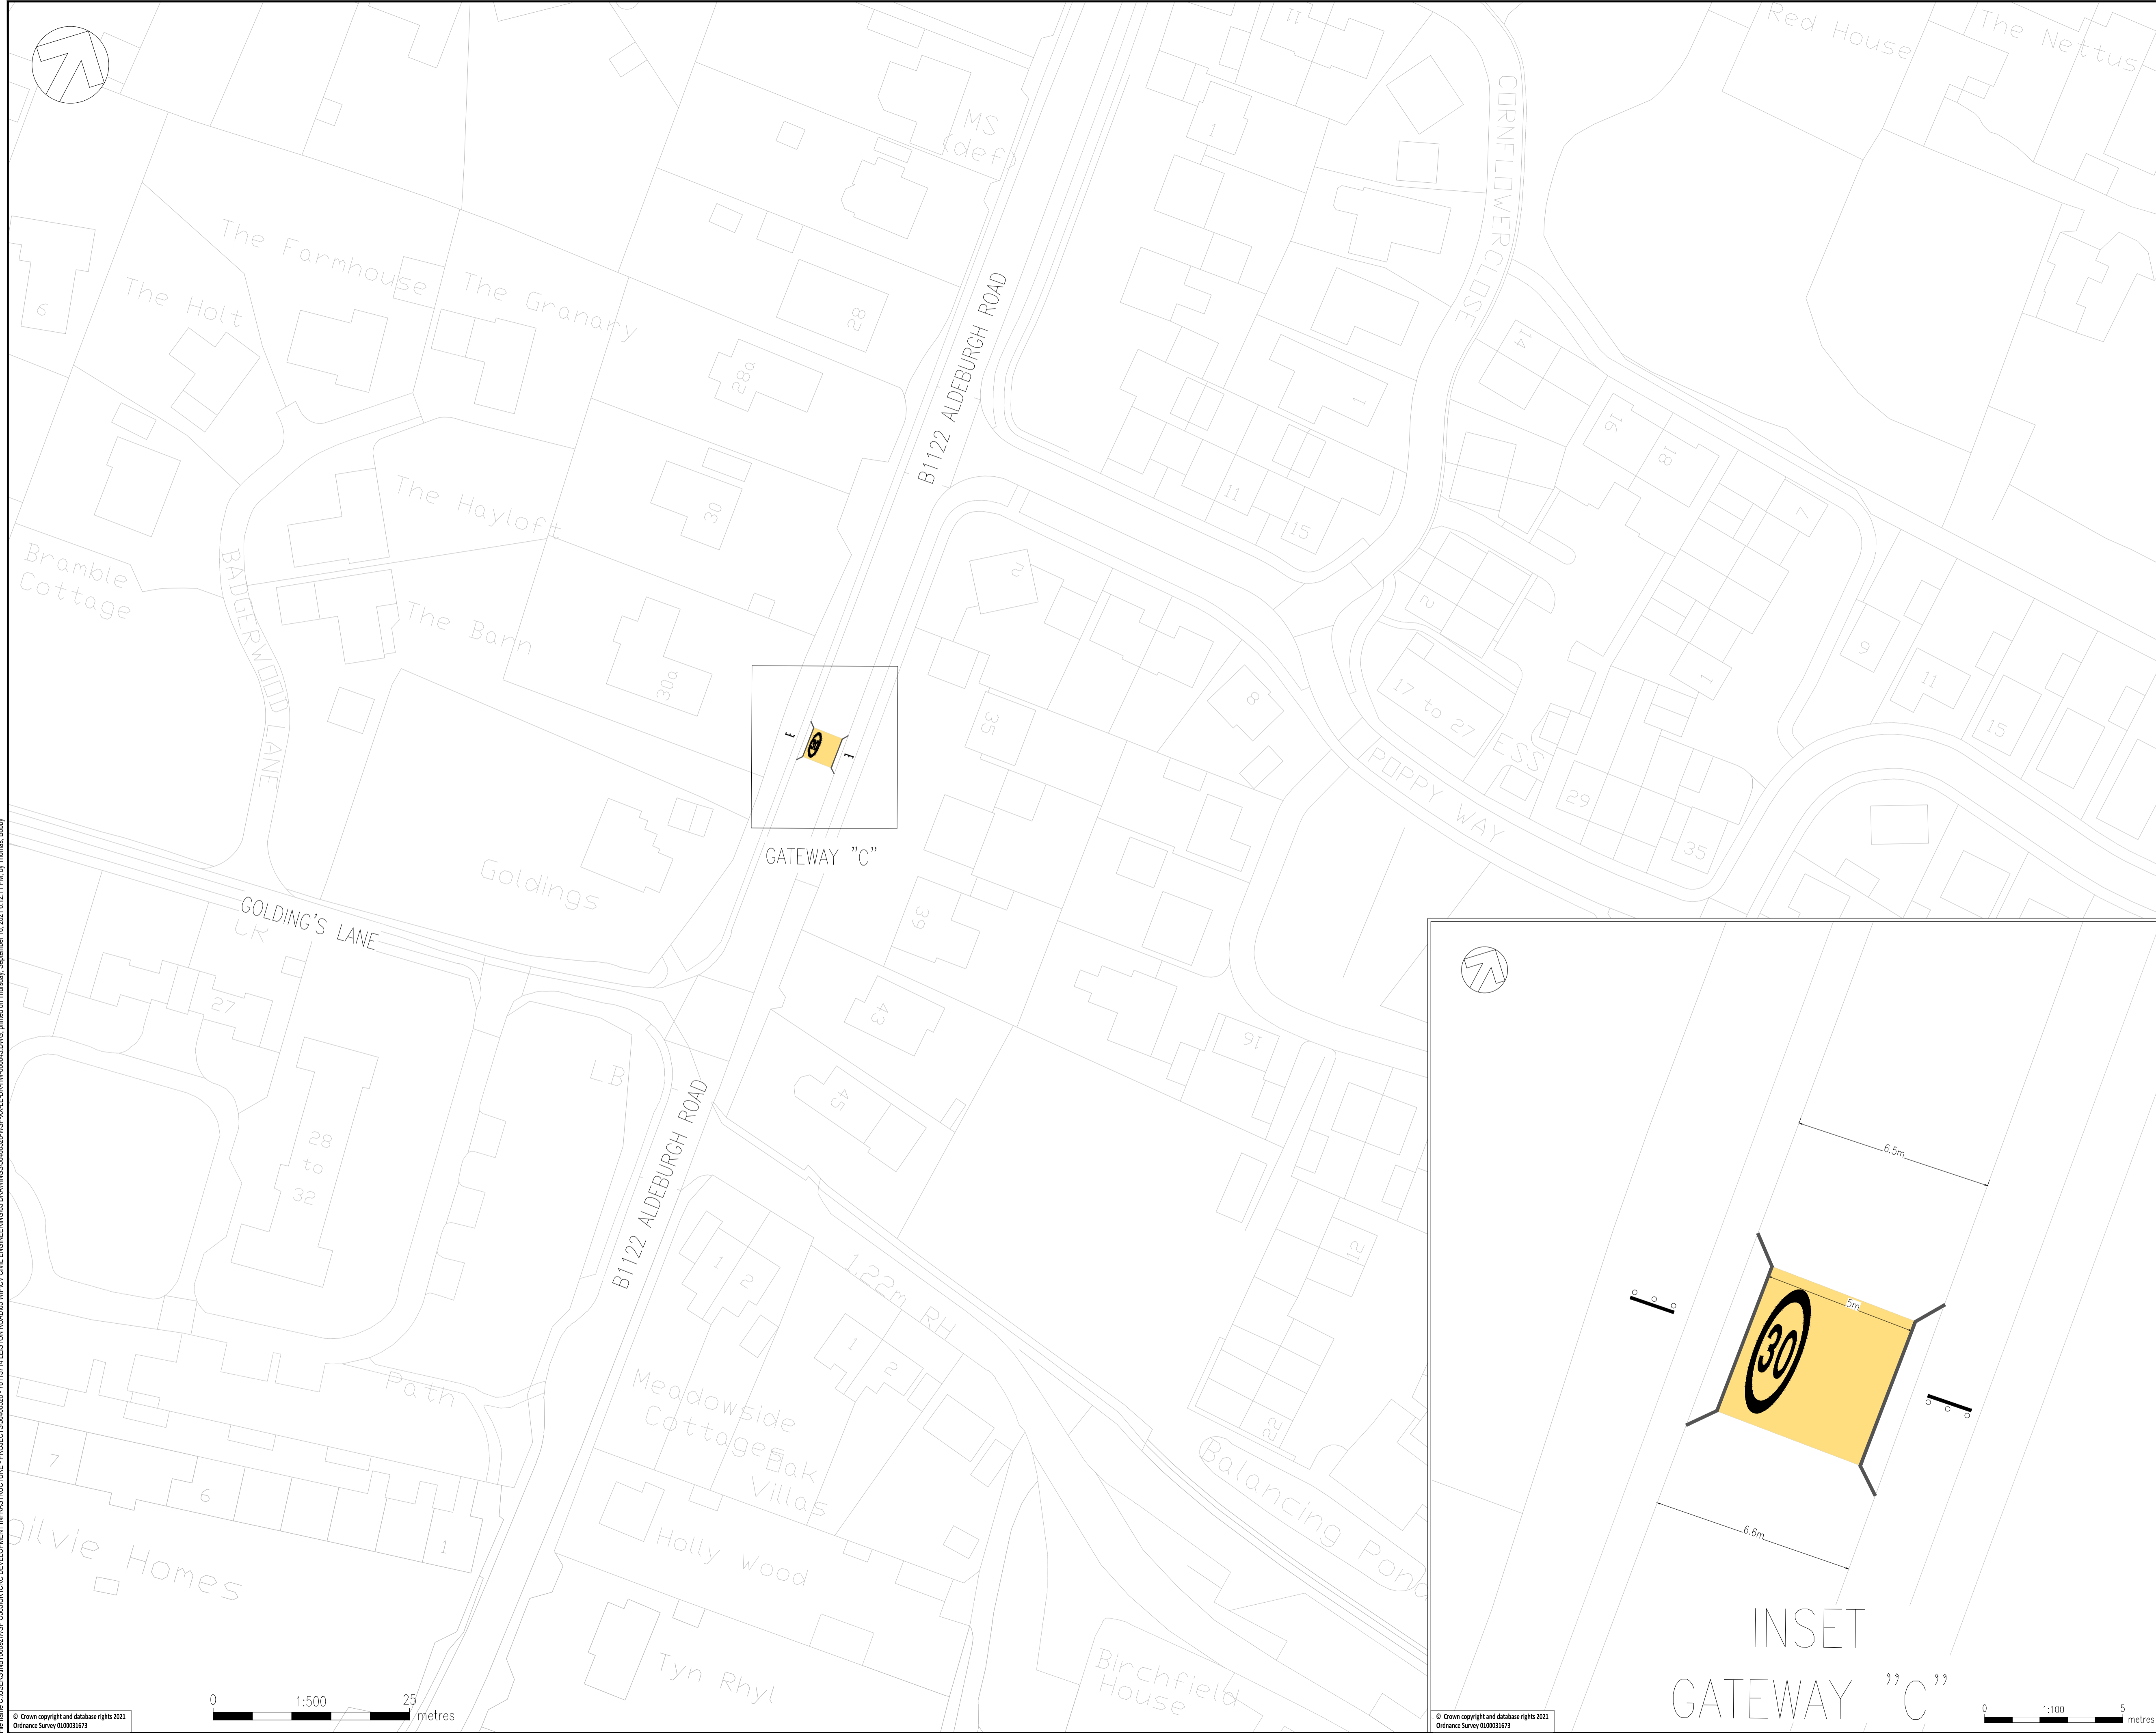 Red House
The Nettus
11
MS
(def)
1
CORNFLOWER CLOSE
The Farmhouse
The Granary
The Holt
6
28
B1122 ALDEBURGH ROAD
28a
14
1
16
18
7
The Hayloft
30
11
15
Bramble
Cottage
BADGERWOOD LANE
2
2
The Barn
30a
9
11
15
17 to 27
8
35
ESS
POPPY WAY
29
35
GATEWAY "C"
Goldings
39
GOLDING'S LANE
CR
27
43
16
LB
45
28
to
32
B1122 ALDEBURGH ROAD
1
2
122m RH
12
1
2
Path
Meadowside
Cottages
Oak
Villas
22
Balancing Pond
7
6
1
Holly Wood
Tyn Rhyl
Birchfield
House
0 1:500 25
metres
© Crown copyright and database rights 2021
Ordnance Survey 0100031673
6.5m
5m
30
6.6m
INSET
GATEWAY "C"
0 1:100 5
metres
© Crown copyright and database rights 2021
Ordnance Survey 0100031673